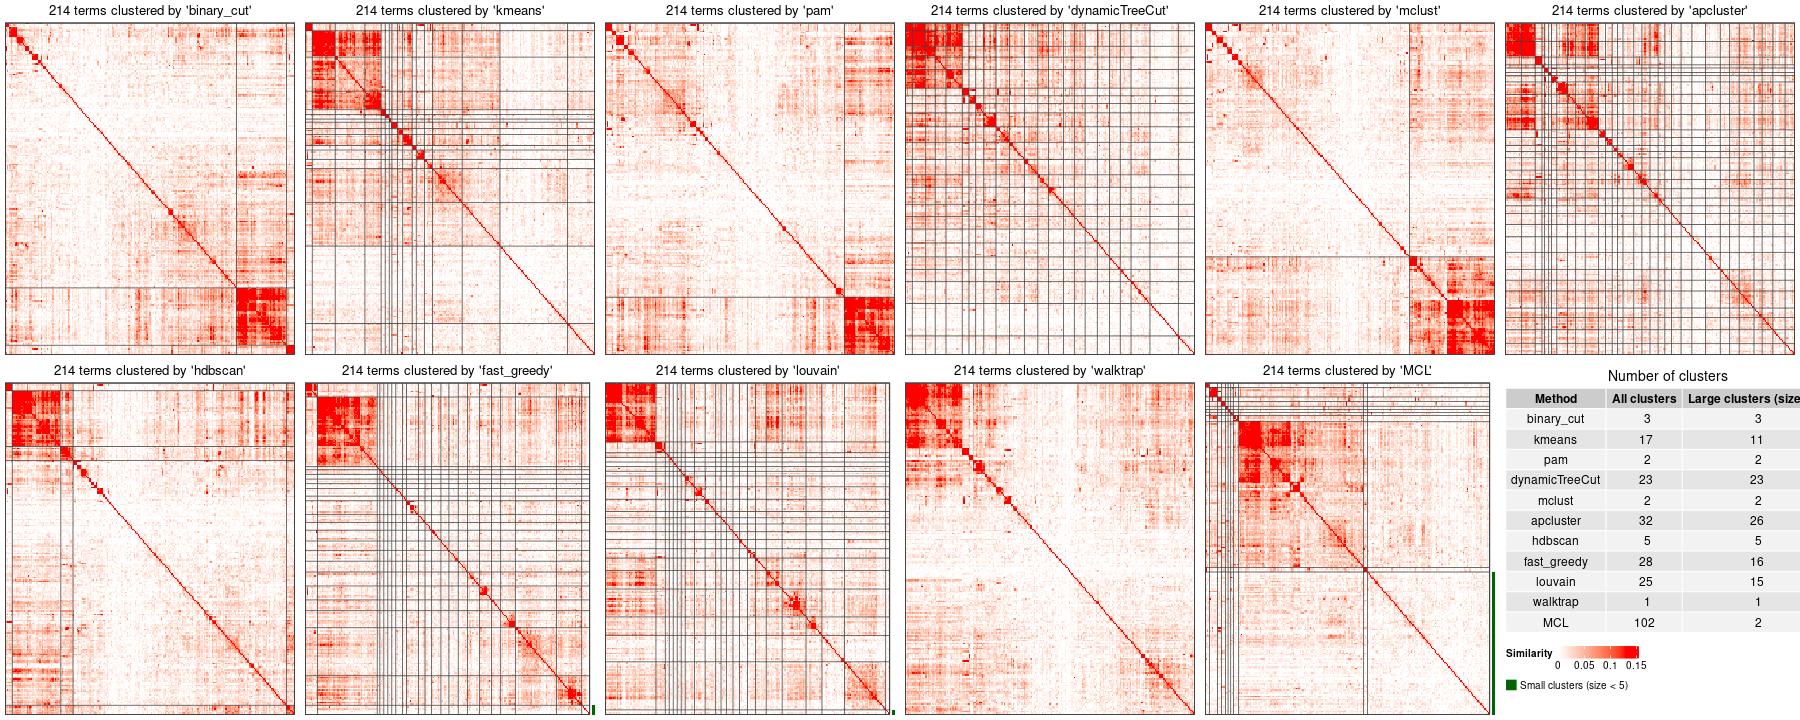 214 terms clustered by 'binary_cut'
214 terms clustered by 'kmeans'
214 terms clustered by 'pam'
214 terms clustered by 'dynamicTreeCut'
214 terms clustered by 'mclust'
214 terms clustered by 'apcluster'
214 terms clustered by 'hdbscan'
214 terms clustered by 'fast_greedy'
214 terms clustered by 'louvain'
214 terms clustered by 'walktrap'
214 terms clustered by 'MCL'
Number of clusters
Method All clusters Large clusters (size
binary_cut 3 3
kmeans 17 11
pam 2 2
dynamicTreeCut 23 23
mclust 2 2
apcluster 32 26
hdbscan 5 5
fast_greedy 28 16
louvain 25 15
walktrap 1 1
MCL 102 2
Similarity
0 0.05 0.1 0.15
Small clusters (size < 5)